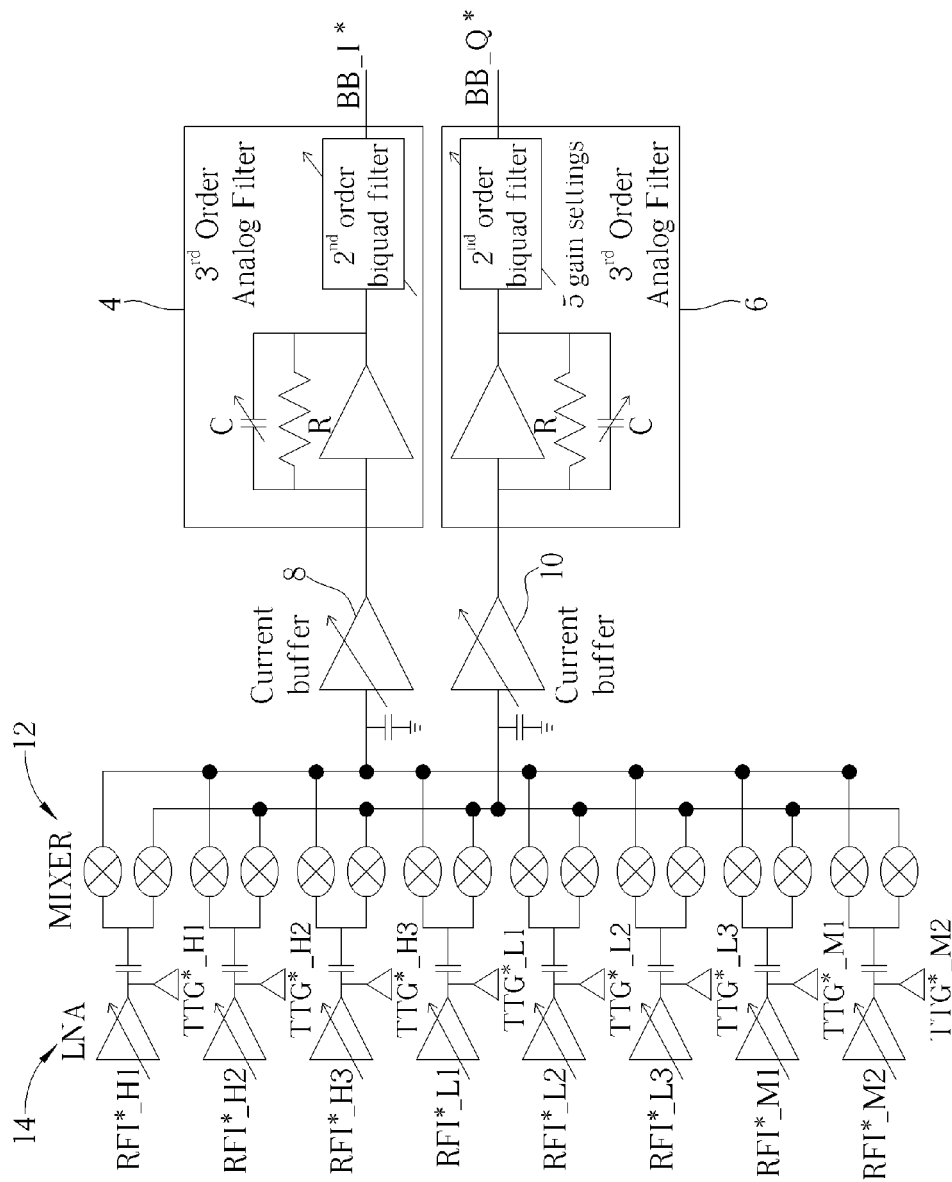 14
LNA
MIXER
12
RFI*_H1
TTG*_H1
RFI*_H2
TTG*_H2
RFI*_H3
TTG*_H3
RFI*_L1
TTG*_L1
RFI*_L2
TTG*_L2
RFI*_L3
TTG*_L3
RFI*_M1
TTG*_M1
RFI*_M2
TTG*_M2
Current
buffer
8
10
Current
buffer
4
C
R
3rd Order
Analog Filter
2nd order
biquad filter
BB_I*
R
C
2nd order
biquad filter
5 gain settings
3rd Order
Analog Filter
6
BB_Q*